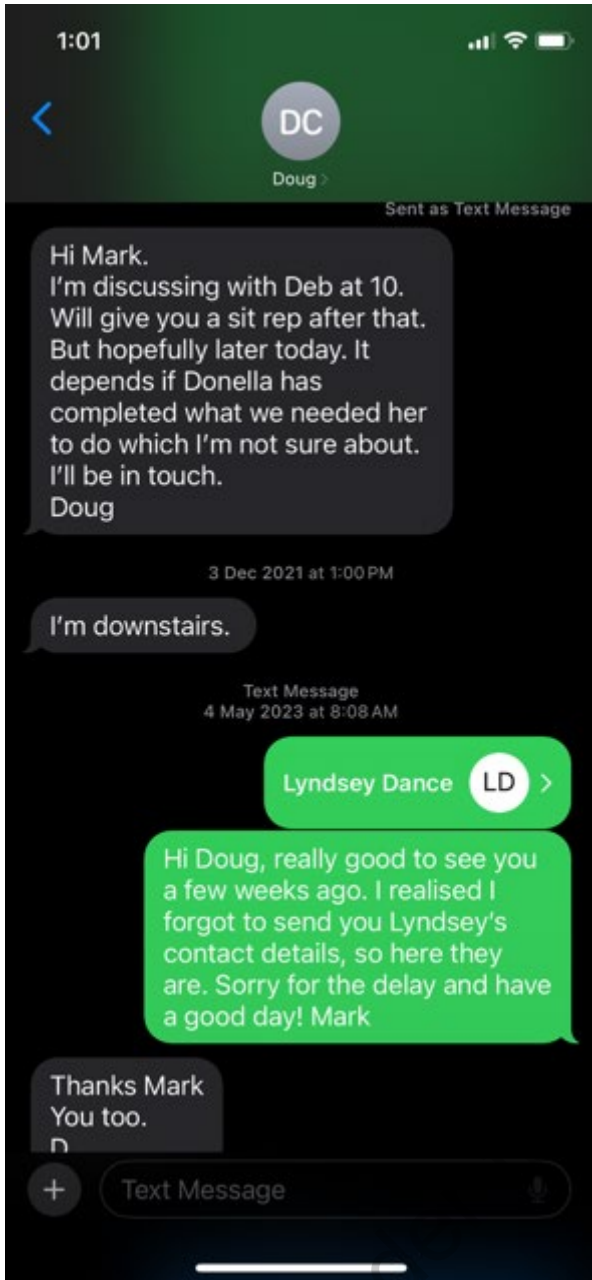 1:01
DC
Doug
Sent as Text Message
Hi Mark.
I'm discussing with Deb at 10.
Will give you a sit rep after that.
But hopefully later today. It
depends if Donella has
completed what we needed her
to do which I'm not sure about.
I'll be in touch.
Doug
3 Dec 2021 at 1:00 PM
I'm downstairs.
Text Message
4 May 2023 at 8:08 AM
Lyndsey Dance LD
Hi Doug, really good to see you
a few weeks ago. I realised I
forgot to send you Lyndsey's
contact details, so here they
are. Sorry for the delay and have
a good day! Mark
Thanks Mark
You too.
D
Text Message